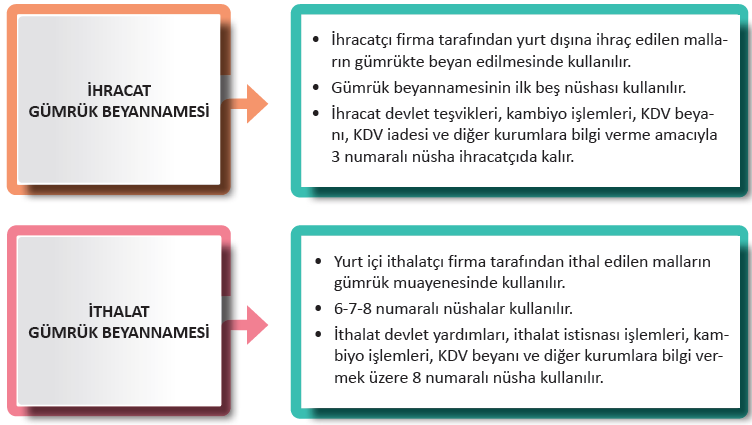 İHRACAT
GÜMRÜK BEYANNAMESİ
• İhracatçı firma tarafından yurt dışına ihraç edilen malla-
rın gümrükte beyan edilmesinde kullanılır.
• Gümrük beyannamesinin ilk beş nüshası kullanılır.
• İhracat devlet teşvikleri, kambiyo işlemleri, KDV beya-
nı, KDV iadesi ve diğer kurumlara bilgi verme amacıyla
3 numaralı nüsha ihracatçıda kalır.
İTHALAT
GÜMRÜK BEYANNAMESİ
• Yurt içi ithalatçı firma tarafından ithal edilen malların
gümrük muayenesinde kullanılır.
• 6-7-8 numaralı nüshalar kullanılır.
• İthalat devlet yardımları, ithalat istisnası işlemleri, kam-
biyo işlemleri, KDV beyanı ve diğer kurumlara bilgi ver-
mek üzere 8 numaralı nüsha kullanılır.